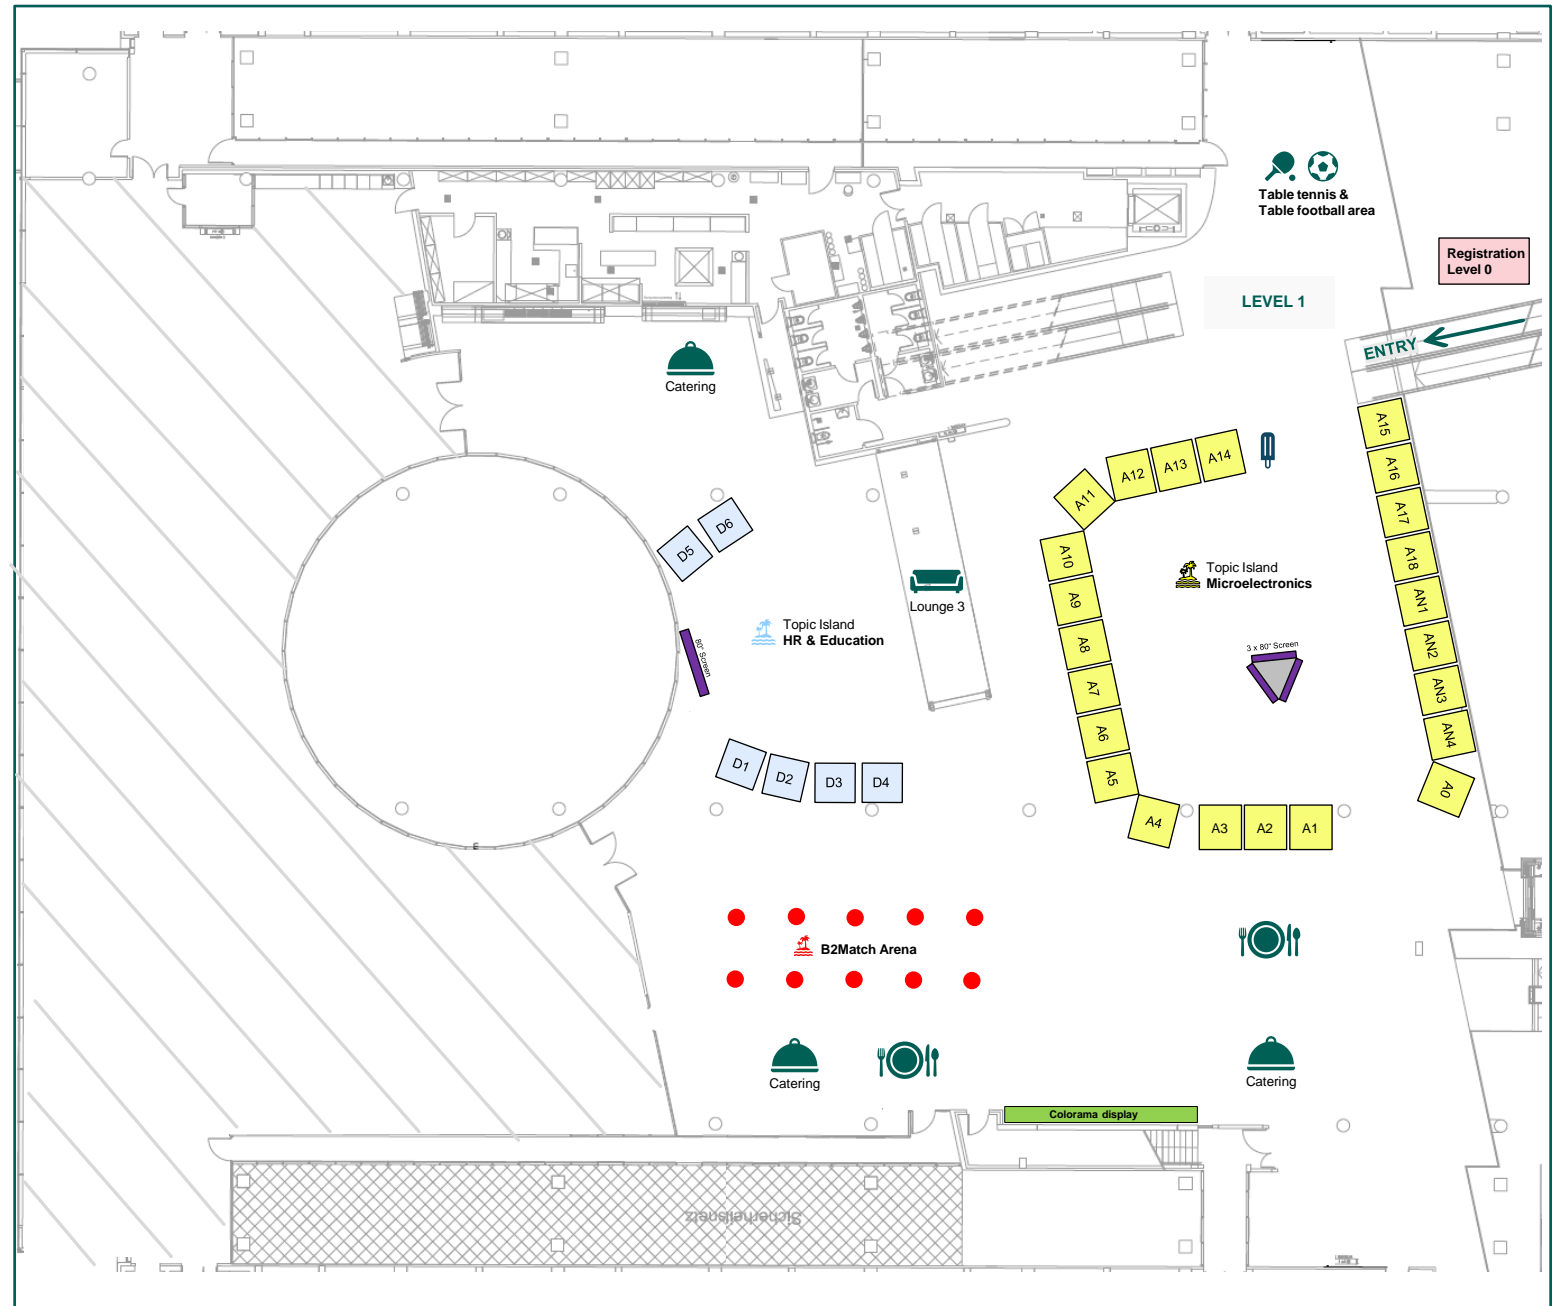 Table tennis &
Table football area
Registration
Level 0
LEVEL 1
ENTRY
Catering
A15
A16
A17
A18
AN1
AN2
AN3
AN4
A0
A14
A13
A12
A11
A10
A9
A8
A7
A6
A5
A4
A3
A2
A1
Topic Island
Microelectronics
3 x 80" Screen
D6
D5
Lounge 3
Topic Island
HR & Education
80" Screen
D1
D2
D3
D4
B2Match Arena
Catering
Catering
Colorama display
Sicherheitsnetz